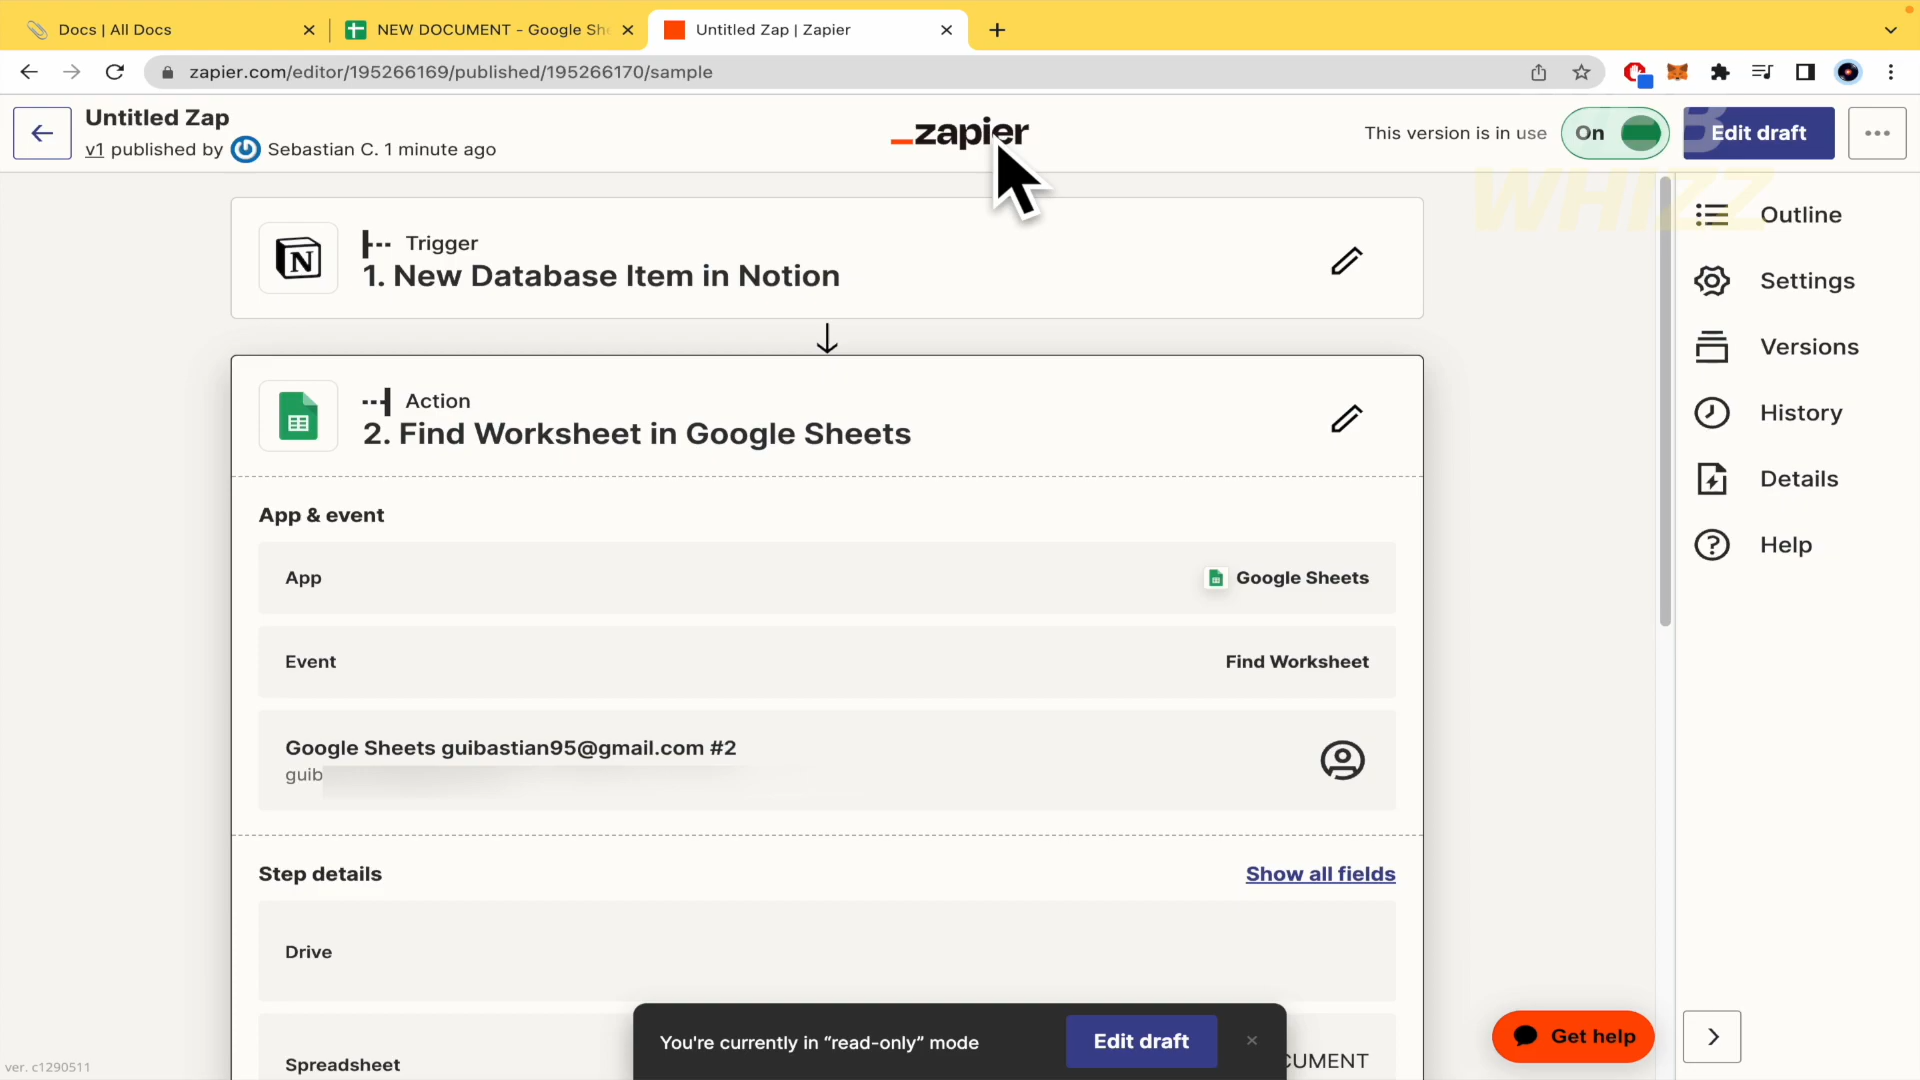 Docs | All Docs
NEW DOCUMENT - Google She
Untitled Zap | Zapier
zapier.com/editor/195266169/published/195266170/sample
Untitled Zap
v1 published by Sebastian C. 1 minute ago
zapier
This version is in use
On
Edit draft
WHIZZ
Trigger
1. New Database Item in Notion
Action
2. Find Worksheet in Google Sheets
App & event
App
Google Sheets
Event
Find Worksheet
Google Sheets guibastian95@gmail.com #2
guib
Step details
Show all fields
Drive
Spreadsheet
CUMENT
You're currently in “read-only” mode
Edit draft
Outline
Settings
Versions
History
Details
Help
Get help
ver. c1290511